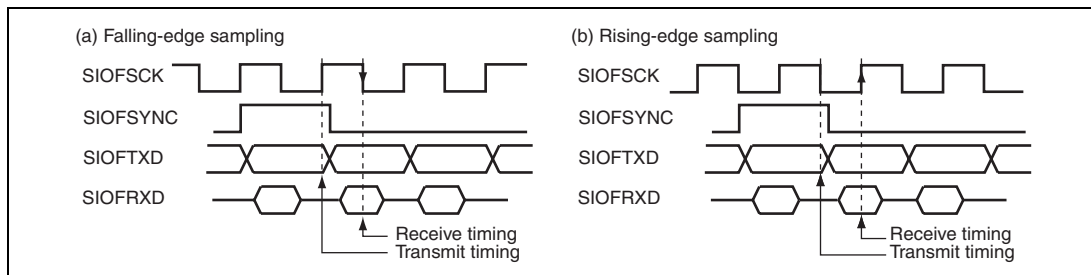 (a) Falling-edge sampling
SIOFSCK
SIOFSYNC
SIOFTXD
SIOFRXD
Receive timing
Transmit timing
(b) Rising-edge sampling
SIOFSCK
SIOFSYNC
SIOFTXD
SIOFRXD
Receive timing
Transmit timing